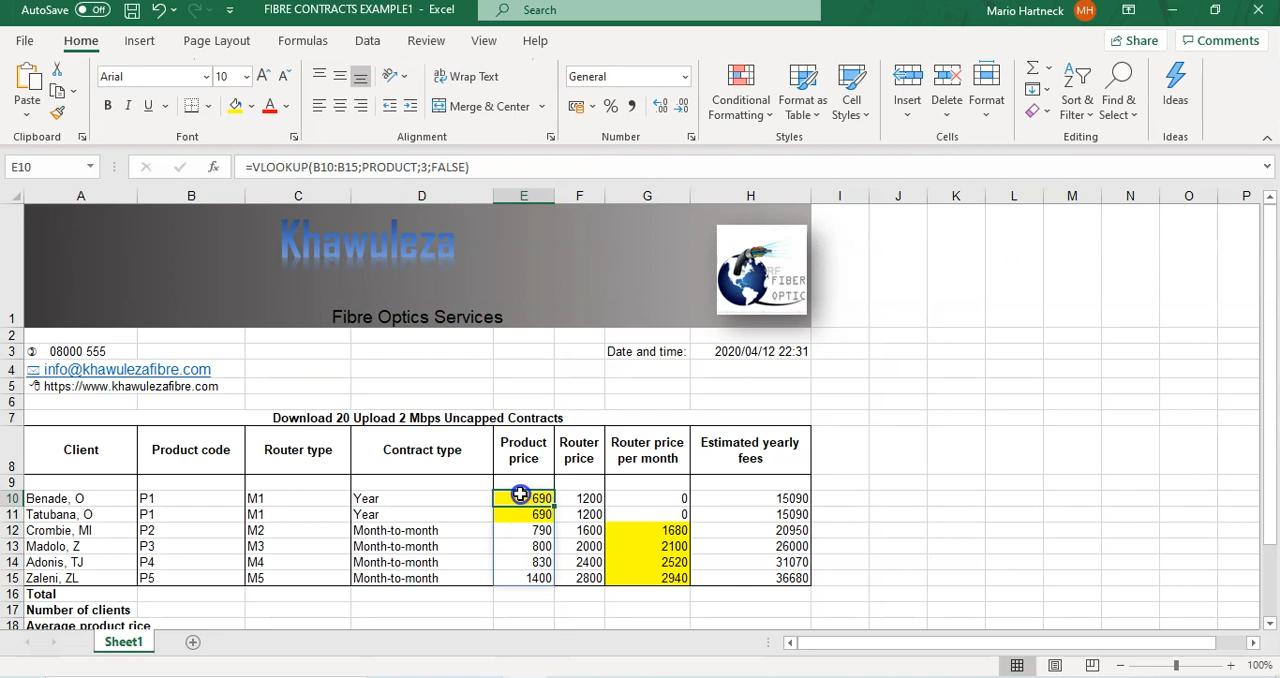 AutoSave Off FIBRE CONTRACTS EXAMPLE1 - Excel Search Mario Hartneck MH
File Home Insert Page Layout Formulas Data Review View Help Share Comments
Paste Arial 10 Wrap Text General Conditional Formatting Format as Table Cell Styles Insert Delete Format Sort & Filter Find & Select Ideas
B I U A Merge & Center %
Clipboard Font Alignment Number Styles Cells Editing Ideas
E10 fx =VLOOKUP(B10:B15;PRODUCT;3;FALSE)
A B C D E F G H I J K L M N O P
Khawuleza
FIBER
OPTIC
1 Fibre Optics Services
2
3 08000 555 Date and time: 2020/04/12 22:31
4 info@khawulezafibre.com
5 https://www.khawulezafibre.com
6
7 Download 20 Upload 2 Mbps Uncapped Contracts
8 Client Product code Router type Contract type Product price Router price Router price per month Estimated yearly fees
9
10 Benade, O P1 M1 Year 690 1200 0 15090
11 Tatubana, O P1 M1 Year 690 1200 0 15090
12 Crombie, MI P2 M2 Month-to-month 790 1600 1680 20950
13 Madolo, Z P3 M3 Month-to-month 800 2000 2100 26000
14 Adonis, TJ P4 M4 Month-to-month 830 2400 2520 31070
15 Zaleni, ZL P5 M5 Month-to-month 1400 2800 2940 36680
16 Total
17 Number of clients
18 Average product rice
Sheet1
100%